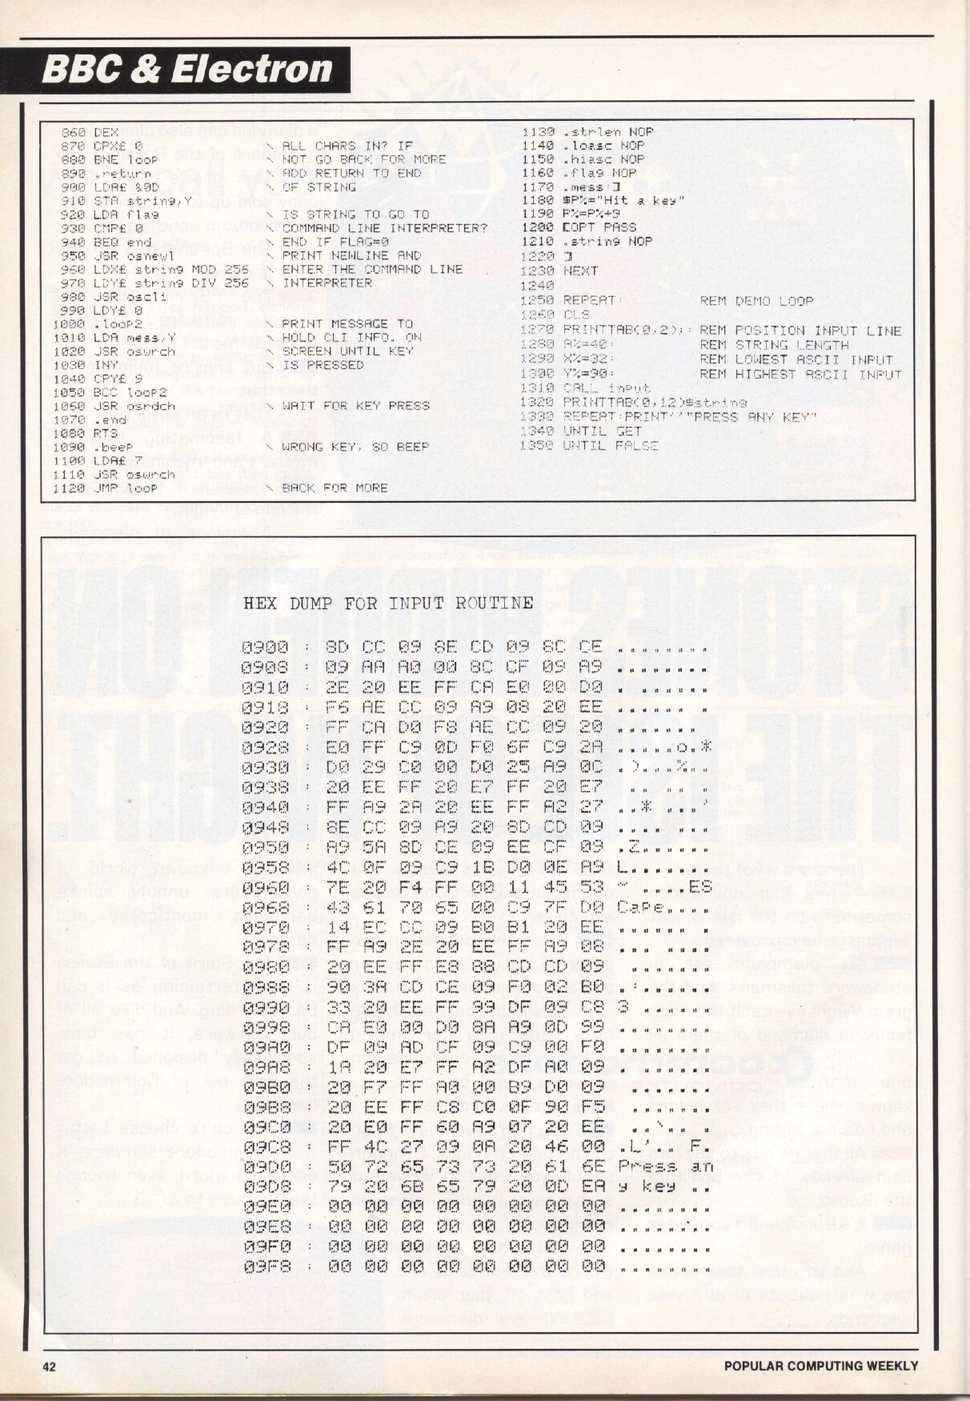 BBC & Electron
860 DEX
870 CPX£ 0 \ ALL CHARS IN? IF
880 BNE loop \ NOT GO BACK FOR MORE
890 .return \ ADD RETURN TO END
900 LDA£ &0D \ OF STRING
910 STA string,Y
920 LDA flag \ IS STRING TO GO TO
930 CMP£ 0 \ COMMAND LINE INTERPRETER?
940 BEQ end \ END IF FLAG=0
950 JSR osnewl \ PRINT NEWLINE AND
960 LDX£ string MOD 256 \ ENTER THE COMMAND LINE
970 LDY£ string DIV 256 \ INTERPRETER
980 JSR oscli
990 LDY£ 0
1000 .loop2 \ PRINT MESSAGE TO
1010 LDA mess,Y \ HOLD CLI INFO. ON
1020 JSR oswrch \ SCREEN UNTIL KEY
1030 INY \ IS PRESSED
1040 CPY£ 9
1050 BCC loop2
1060 JSR osrdch \ WAIT FOR KEY PRESS
1070 .end
1080 RTS
1090 .beep \ WRONG KEY, SO BEEP
1100 LDA£ 7
1110 JSR oswrch
1120 JMP loop \ BACK FOR MORE
1130 .strlen NOP
1140 .loasc NOP
1150 .hiasc NOP
1160 .flag NOP
1170 .mess:]
1180 $P%="Hit a key"
1190 P%=P%+9
1200 [OPT PASS
1210 .string NOP
1220 ]
1230 NEXT
1240
1250 REPEAT: REM DEMO LOOP
1260 CLS
1270 PRINTTAB(0,2);: REM POSITION INPUT LINE
1280 A%=40: REM STRING LENGTH
1290 X%=32: REM LOWEST ASCII INPUT
1300 Y%=90: REM HIGHEST ASCII INPUT
1310 CALL input
1320 PRINTTAB(0,12)$string
1330 REPEAT:PRINT''"PRESS ANY KEY"
1340 UNTIL GET
1350 UNTIL FALSE
HEX DUMP FOR INPUT ROUTINE
0900 : 8D CC 09 8E CD 09 8C CE ........
0908 : 09 AA A0 00 8C CF 09 A9 ........
0910 : 2E 20 EE FF CA E0 00 D0 . ......
0918 : F6 AE CC 09 A9 08 20 EE ...... .
0920 : FF CA D0 F8 AE CC 09 20 .......
0928 : E0 FF C9 0D F0 6F C9 2A .....o.*
0930 : D0 29 C0 00 D0 25 A9 0C .)...%..
0938 : 20 EE FF 20 E7 FF 20 E7 .. .. .
0940 : FF A9 2A 20 EE FF A2 27 ..* ...'
0948 : 8E CC 09 A9 20 8D CD 09 .... ...
0950 : A9 5A 8D CE 09 EE CF 09 .Z......
0958 : 4C 0F 09 C9 1B D0 0E A9 L.......
0960 : 7E 20 F4 FF 00 11 45 53 ~ ....ES
0968 : 43 61 70 65 00 C9 7F D0 Cape....
0970 : 14 EC CC 09 B0 B1 20 EE ...... .
0978 : FF A9 2E 20 EE FF A9 08 ... ....
0980 : 20 EE FF E8 88 CD CD 09 .......
0988 : 90 3A CD CE 09 F0 02 B0 .:......
0990 : 33 20 EE FF 99 DF 09 C8 3 ......
0998 : CA E0 00 D0 8A A9 0D 99 ........
09A0 : DF 09 AD CF 09 C9 00 F0 ........
09A8 : 1A 20 E7 FF A2 DF A0 09 . ......
09B0 : 20 F7 FF A0 00 B9 D0 09 .......
09B8 : 20 EE FF C8 C0 0F 90 F5 .......
09C0 : 20 E0 FF 60 A9 07 20 EE ..`.. .
09C8 : FF 4C 27 09 0A 20 46 00 .L'.. F.
09D0 : 50 72 65 73 73 20 61 6E Press an
09D8 : 79 20 6B 65 79 20 0D EA y key ..
09E0 : 00 00 00 00 00 00 00 00 ........
09E8 : 00 00 00 00 00 00 00 00 ........
09F0 : 00 00 00 00 00 00 00 00 ........
09F8 : 00 00 00 00 00 00 00 00 ........
42
POPULAR COMPUTING WEEKLY